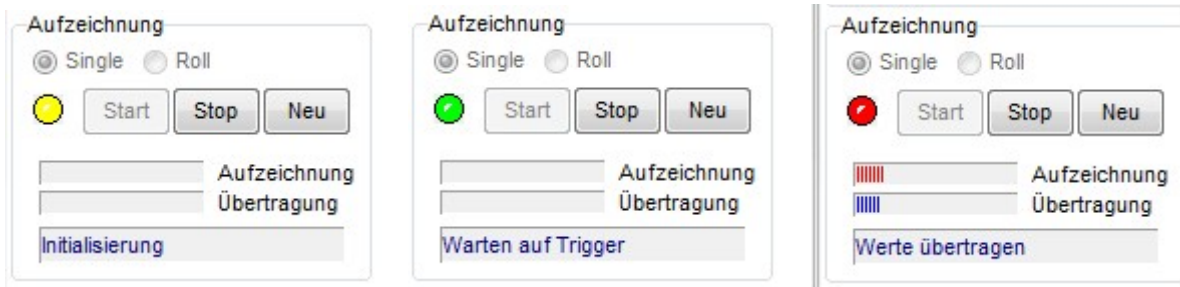 Aufzeichnung
Single Roll
Start Stop Neu
Aufzeichnung
Übertragung
Initialisierung
Aufzeichnung
Single Roll
Start Stop Neu
Aufzeichnung
Übertragung
Warten auf Trigger
Aufzeichnung
Single Roll
Start Stop Neu
Aufzeichnung
Übertragung
Werte übertragen